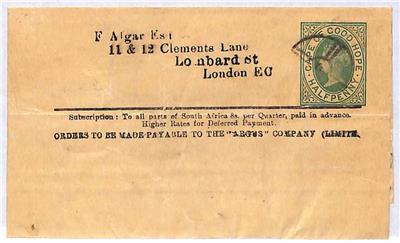 F Algar Esq
11 & 12 Clements Lane
Lombard St
London EC
CAPE OF GOOD HOPE
HALFPENNY
Subscription : To all parts of South Africa 6s. per Quarter, paid in advance.
Higher Rates for Deferred Payment.
ORDERS TO BE MADE PAYABLE TO THE "ARGUS" COMPANY (LIMITE